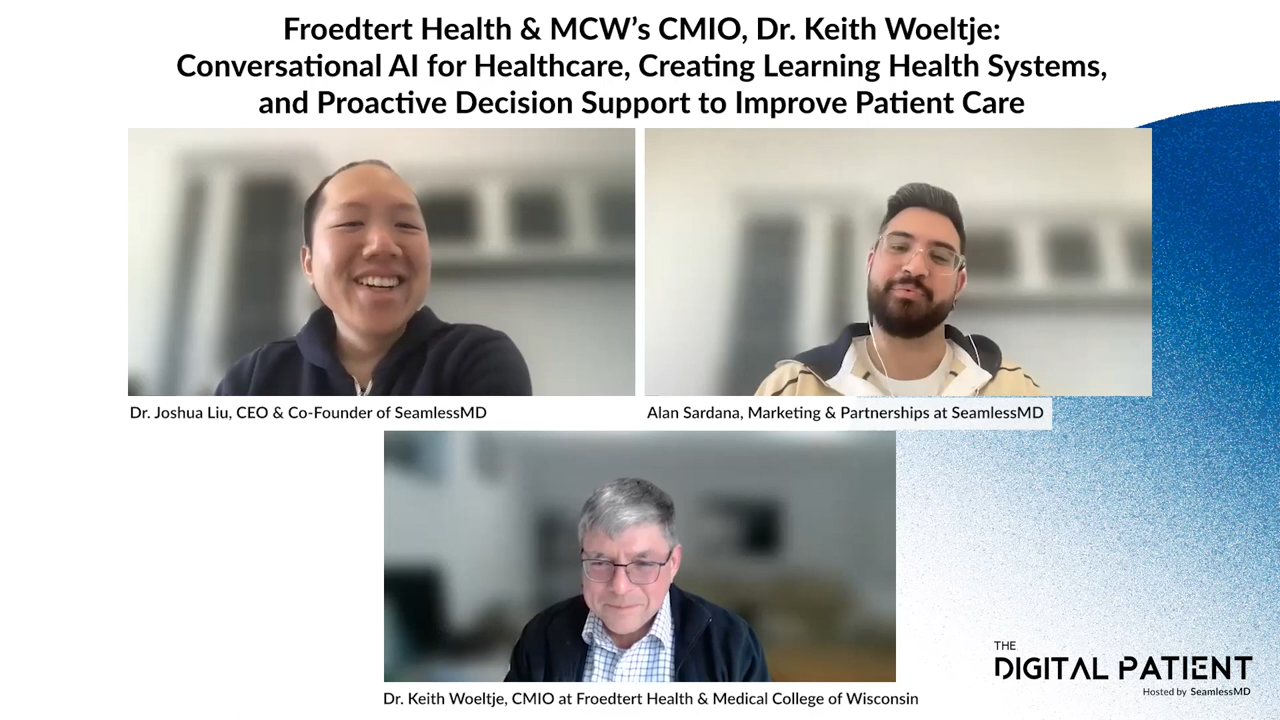 Froedtert Health & MCW’s CMIO, Dr. Keith Woeltje:
Conversational AI for Healthcare, Creating Learning Health Systems,
and Proactive Decision Support to Improve Patient Care
Dr. Joshua Liu, CEO & Co-Founder of SeamlessMD
Alan Sardana, Marketing & Partnerships at SeamlessMD
Dr. Keith Woeltje, CMIO at Froedtert Health & Medical College of Wisconsin
THE
DIGITAL PATIENT
Hosted by SeamlessMD